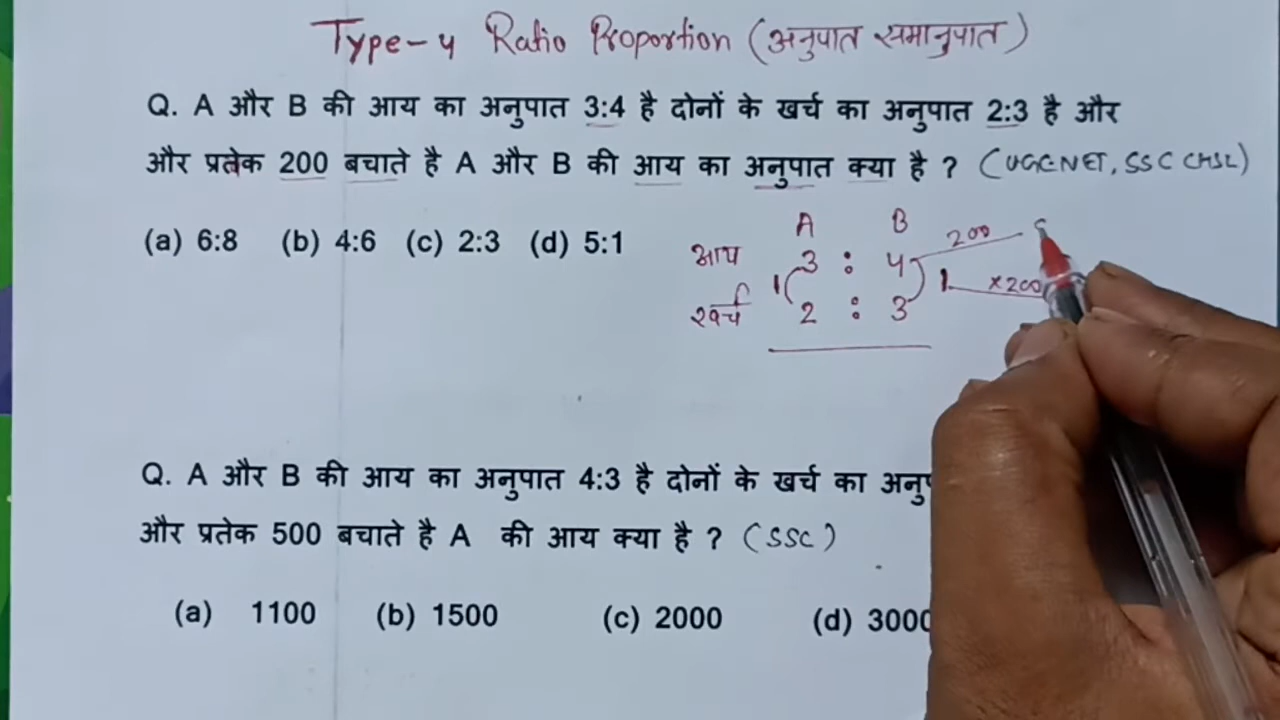 Type-4 Ratio Proportion (अनुपात समानुपात)
Q. A और B की आय का अनुपात 3:4 है दोनों के खर्च का अनुपात 2:3 है और
और प्रतेक 200 बचाते है A और B की आय का अनुपात क्या है ? (UGC NET, SSC CHSL)
(a) 6:8 (b) 4:6 (c) 2:3 (d) 5:1
A B
आय 3 : 4 200
1 1 ×200
खर्च 2 : 3
Q. A और B की आय का अनुपात 4:3 है दोनों के खर्च का
और प्रतेक 500 बचाते है A की आय क्या है ? (SSC)
(a) 1100 (b) 1500 (c) 2000 (d) 3000